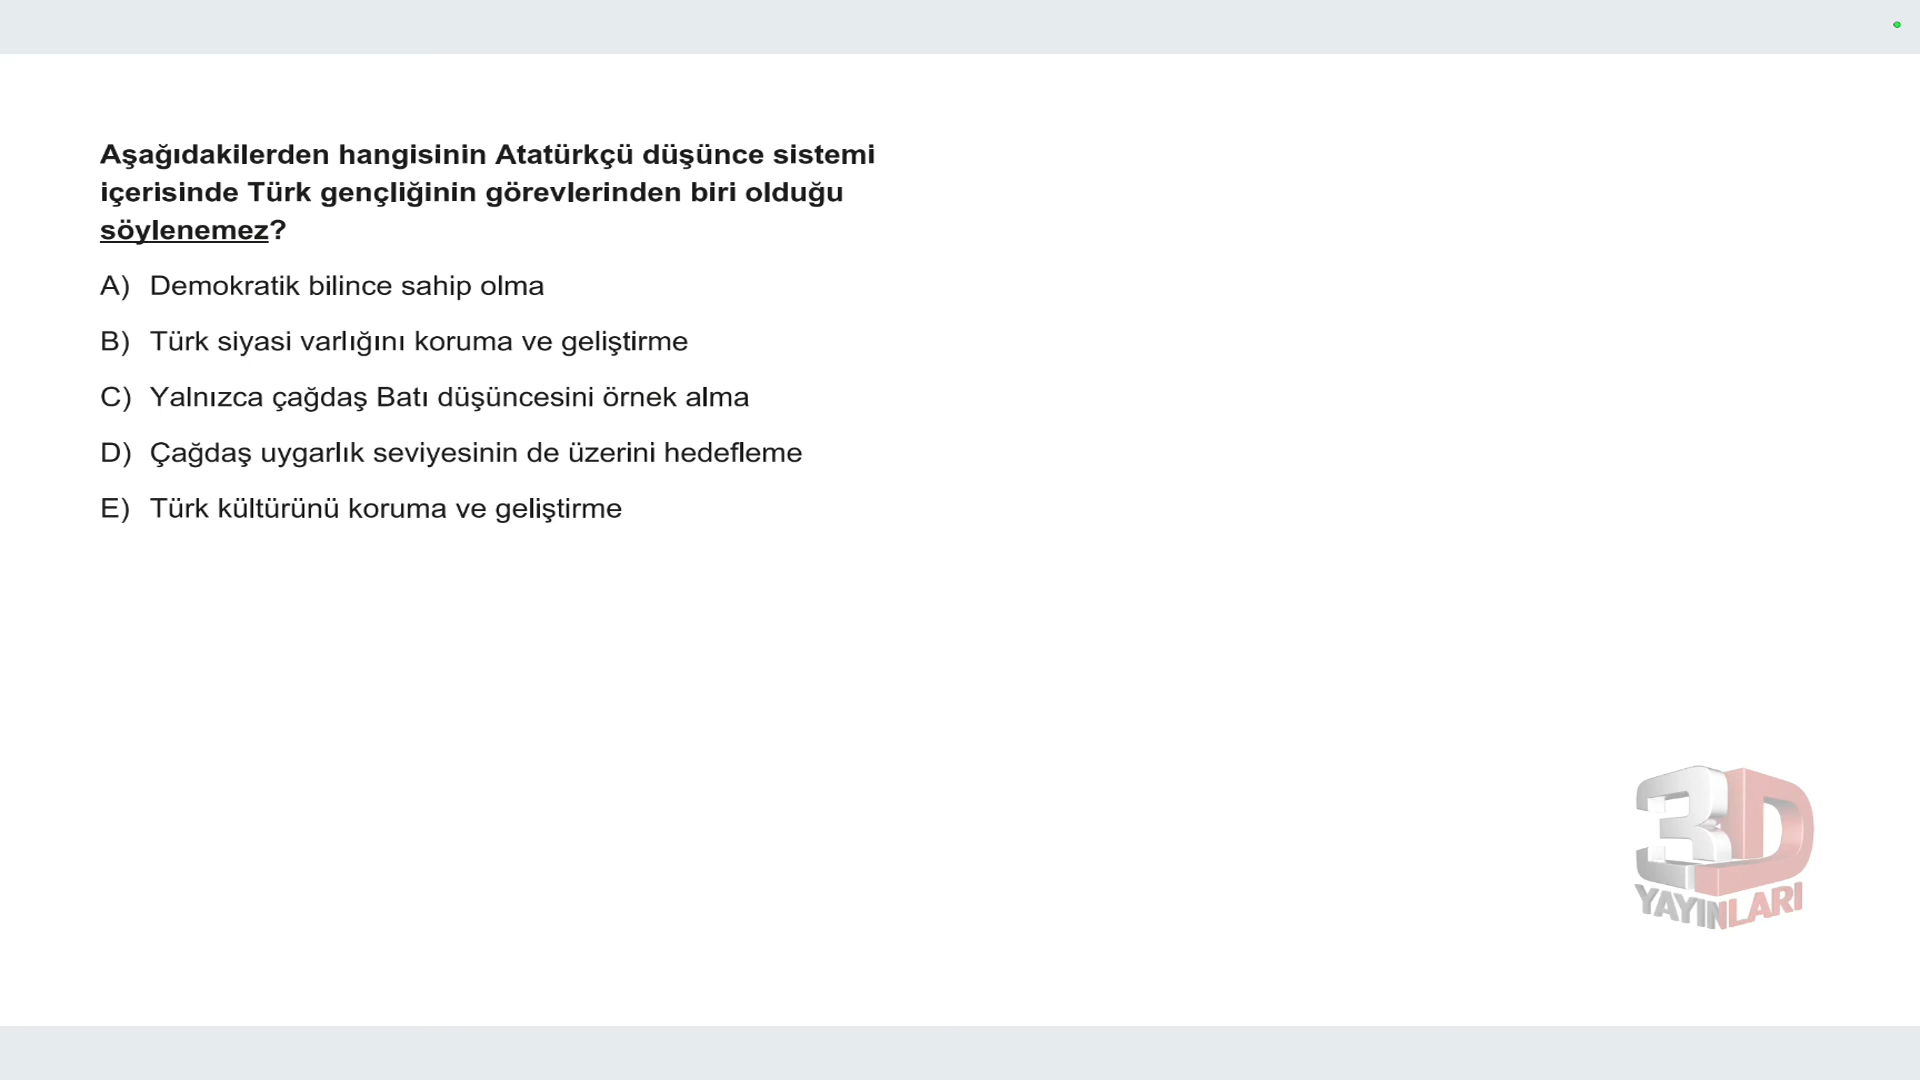 Aşağıdakilerden hangisinin Atatürkçü düşünce sistemi
içerisinde Türk gençliğinin görevlerinden biri olduğu
söylenemez?
A) Demokratik bilince sahip olma
B) Türk siyasi varlığını koruma ve geliştirme
C) Yalnızca çağdaş Batı düşüncesini örnek alma
D) Çağdaş uygarlık seviyesinin de üzerini hedefleme
E) Türk kültürünü koruma ve geliştirme
3D
YAYINLARI